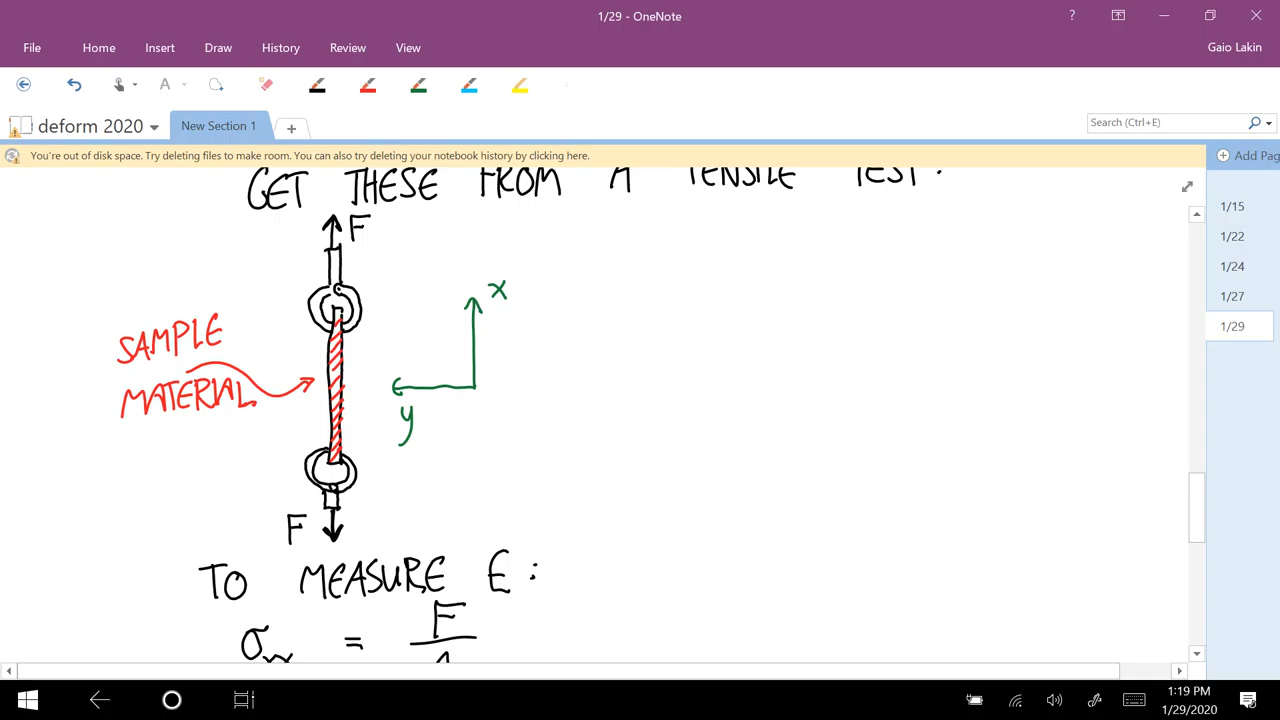 1/29 - OneNote
?
File
Home
Insert
Draw
History
Review
View
Gaio Lakin
A
deform 2020
New Section 1
+
Search (Ctrl+E)
You're out of disk space. Try deleting files to make room. You can also try deleting your notebook history by clicking here.
Add Pag
1/15
1/22
1/24
1/27
1/29
GET THESE FROM A TENSILE TEST.
F
x
SAMPLE
MATERIAL
y
F
TO MEASURE E:
σxx = F
1:19 PM
1/29/2020